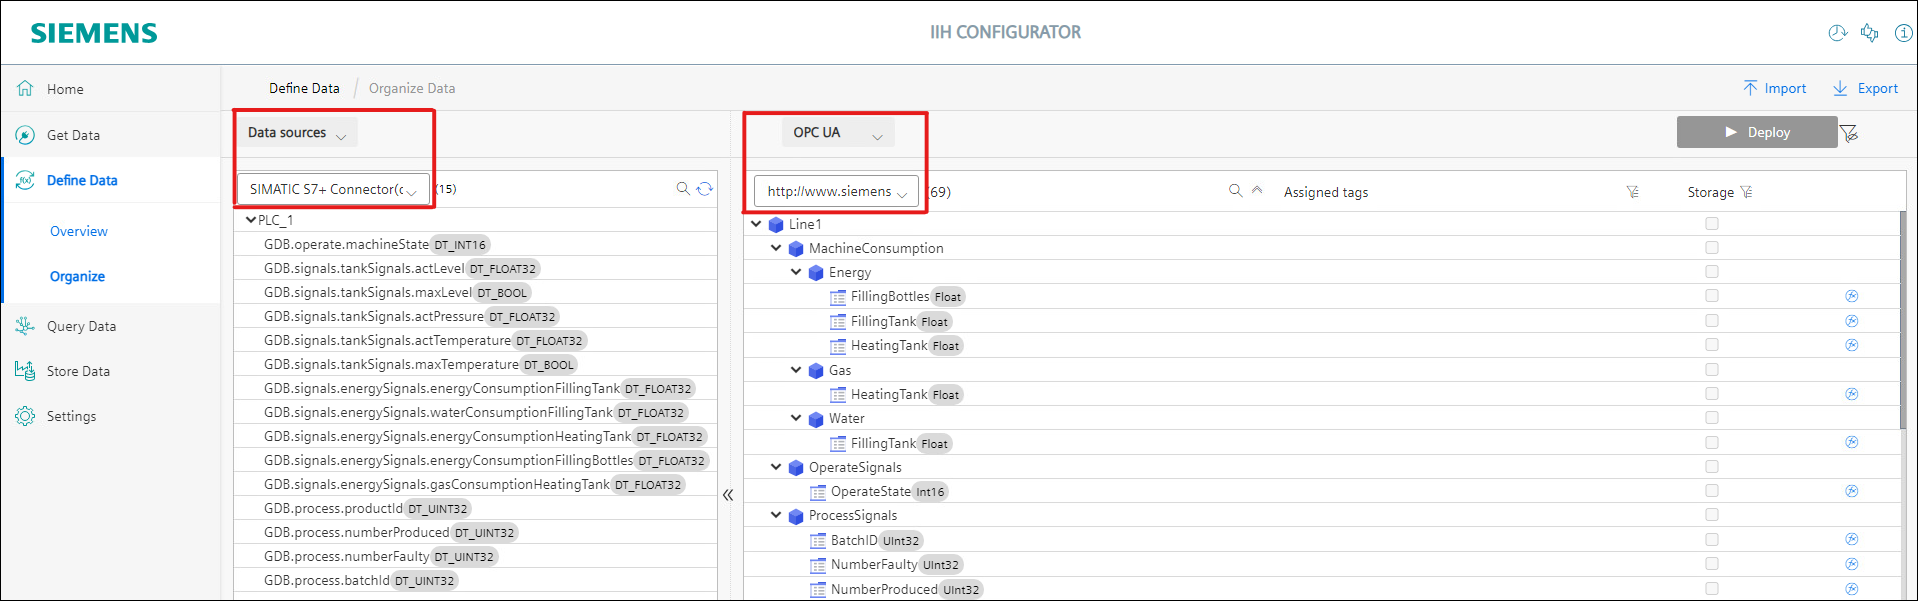 SIEMENS
IIH CONFIGURATOR
Home
Get Data
Define Data
Overview
Organize
Query Data
Store Data
Settings
Define Data / Organize Data
Import
Export
Data sources
SIMATIC S7+ Connector(c
(15)
PLC_1
GDB.operate.machineState DT_INT16
GDB.signals.tankSignals.actLevel DT_FLOAT32
GDB.signals.tankSignals.maxLevel DT_BOOL
GDB.signals.tankSignals.actPressure DT_FLOAT32
GDB.signals.tankSignals.actTemperature DT_FLOAT32
GDB.signals.tankSignals.maxTemperature DT_BOOL
GDB.signals.energySignals.energyConsumptionFillingTank DT_FLOAT32
GDB.signals.energySignals.waterConsumptionFillingTank DT_FLOAT32
GDB.signals.energySignals.energyConsumptionHeatingTank DT_FLOAT32
GDB.signals.energySignals.energyConsumptionFillingBottles DT_FLOAT32
GDB.signals.energySignals.gasConsumptionHeatingTank DT_FLOAT32
GDB.process.productId DT_UINT32
GDB.process.numberProduced DT_UINT32
GDB.process.numberFaulty DT_UINT32
GDB.process.batchId DT_UINT32
OPC UA
Deploy
http://www.siemens
(69)
Assigned tags
Storage
Line1
MachineConsumption
Energy
FillingBottles Float
FillingTank Float
HeatingTank Float
Gas
HeatingTank Float
Water
FillingTank Float
OperateSignals
OperateState Int16
ProcessSignals
BatchID UInt32
NumberFaulty UInt32
NumberProduced UInt32